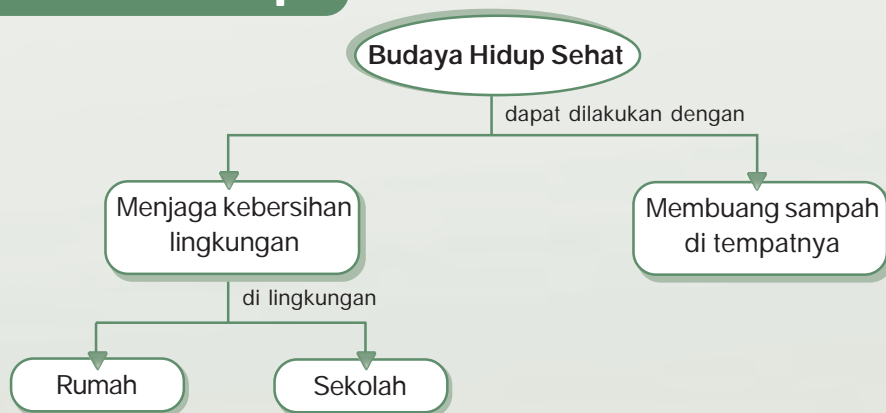 Budaya Hidup Sehat
dapat dilakukan dengan
Menjaga kebersihan
lingkungan
Membuang sampah
di tempatnya
di lingkungan
Rumah
Sekolah